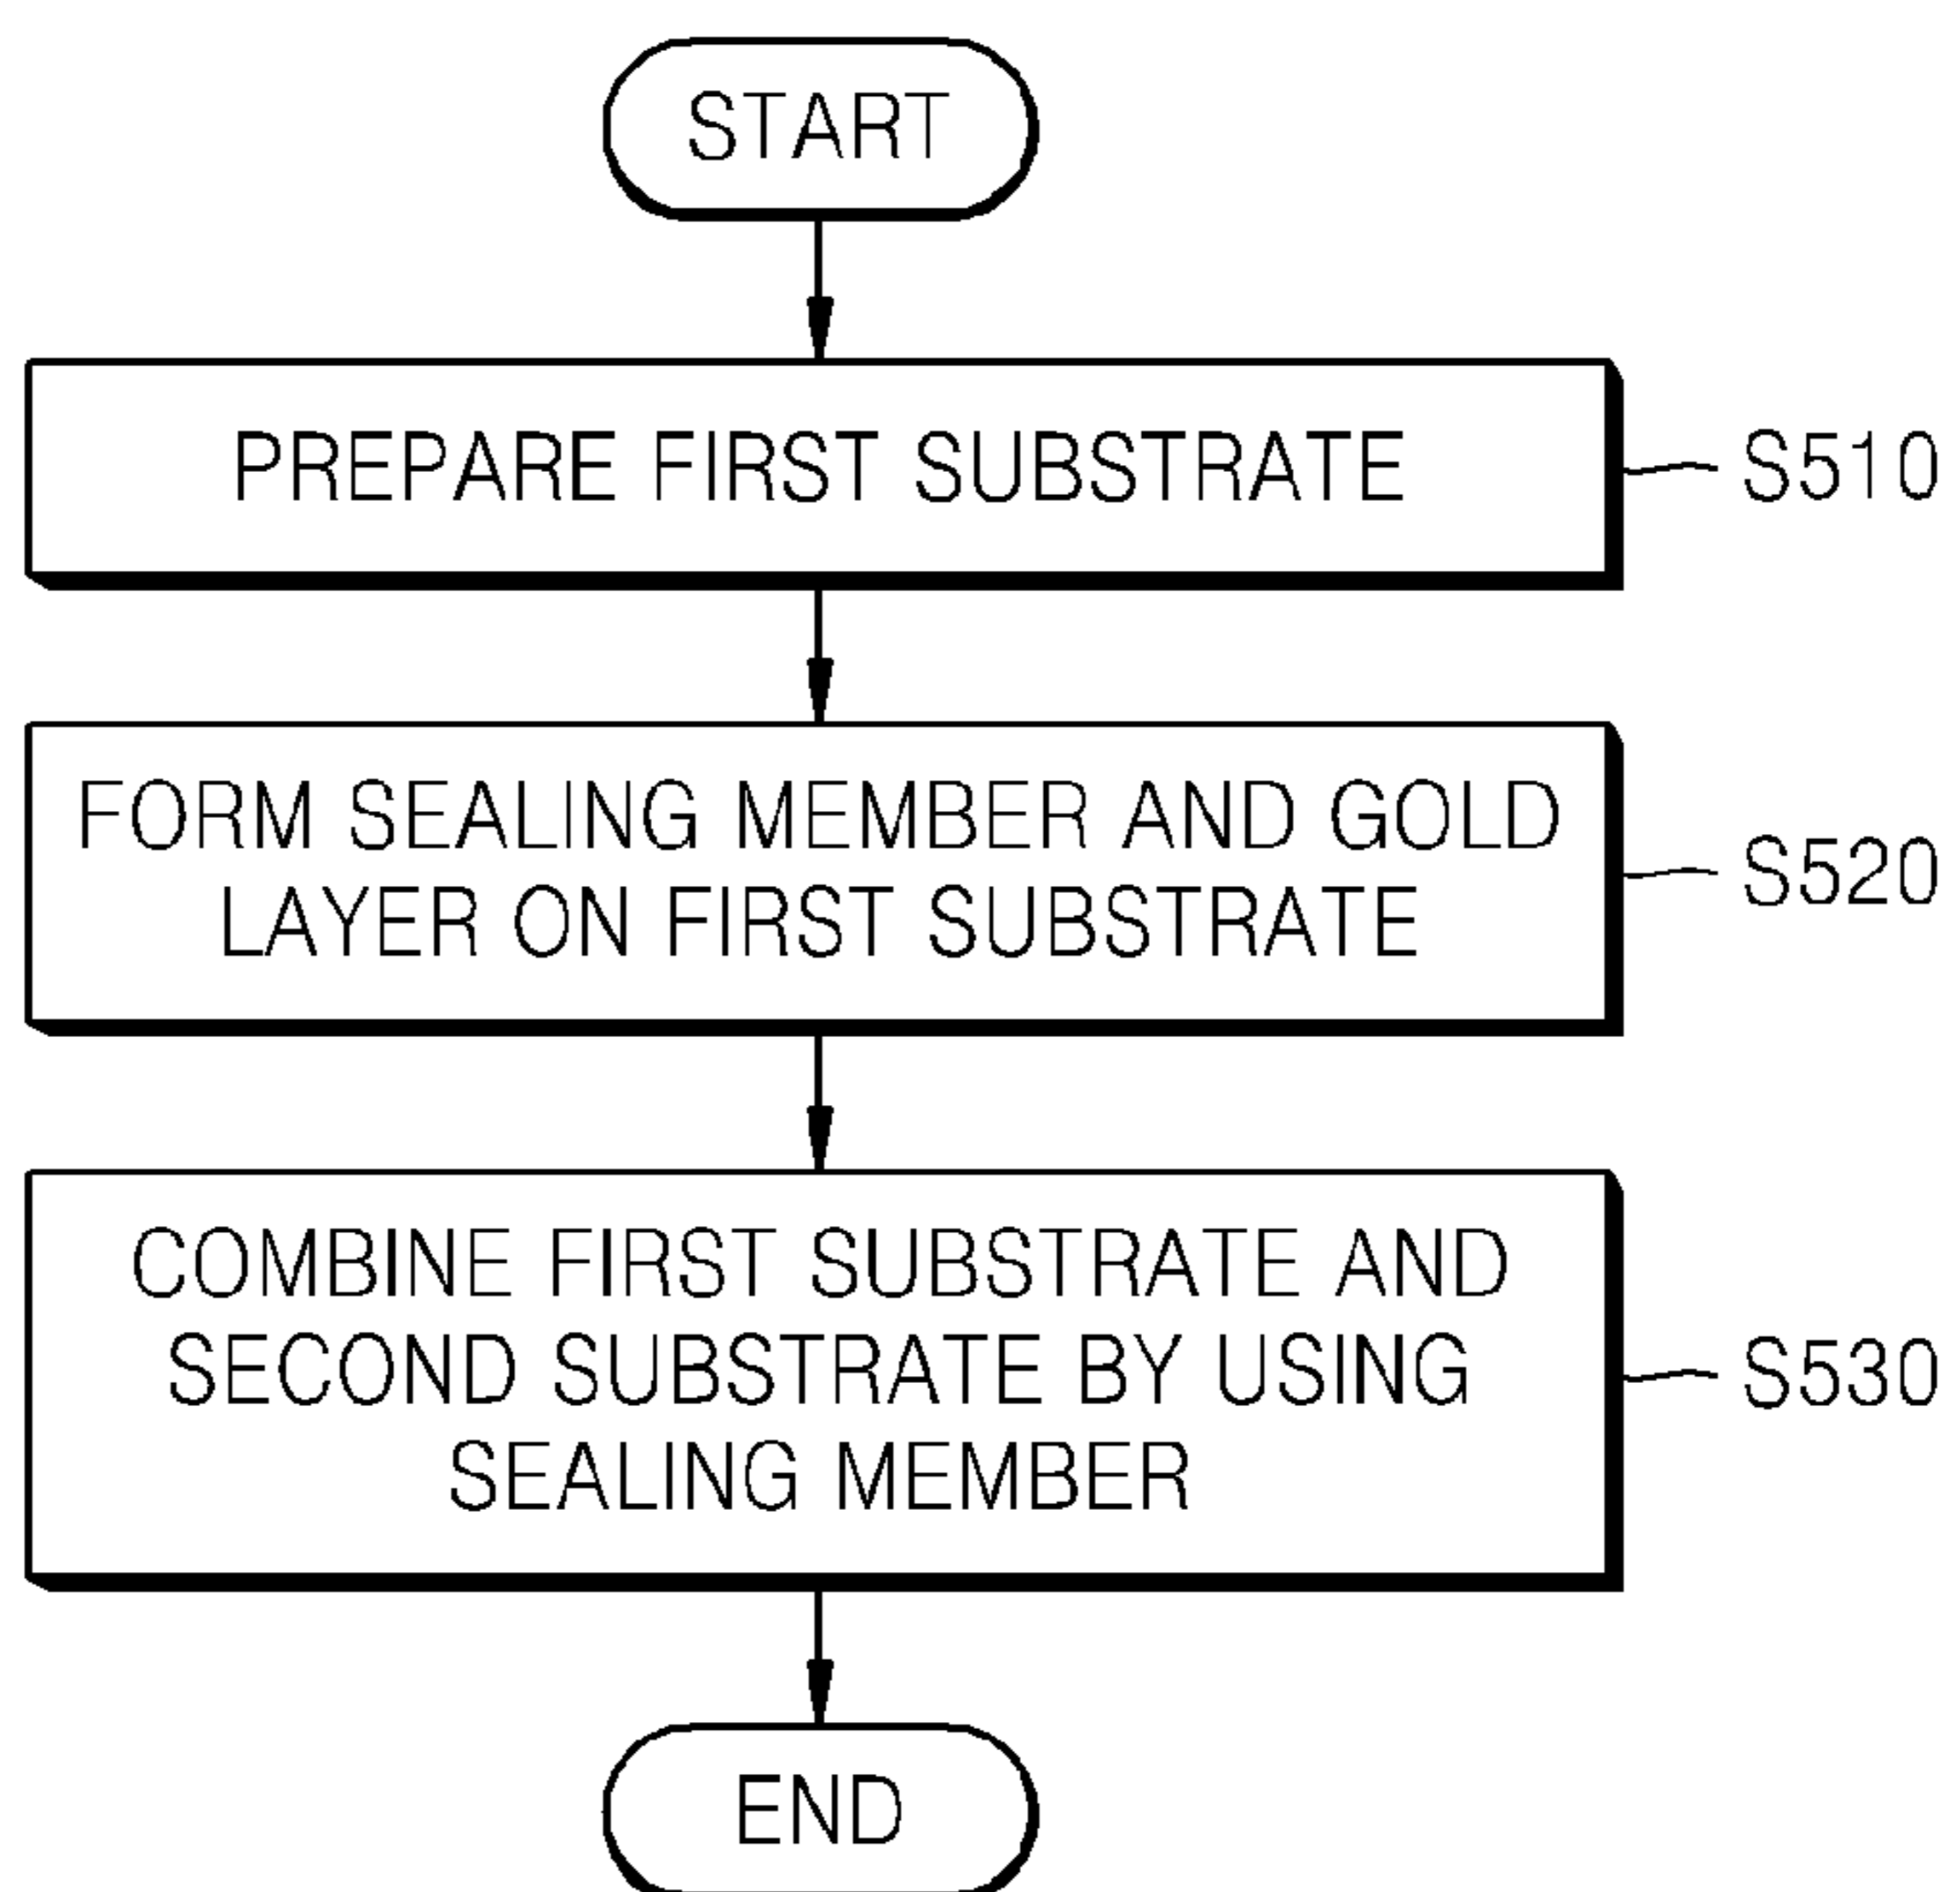 START
PREPARE FIRST SUBSTRATE
S510
FORM SEALING MEMBER AND GOLD
LAYER ON FIRST SUBSTRATE
S520
COMBINE FIRST SUBSTRATE AND
SECOND SUBSTRATE BY USING
SEALING MEMBER
S530
END